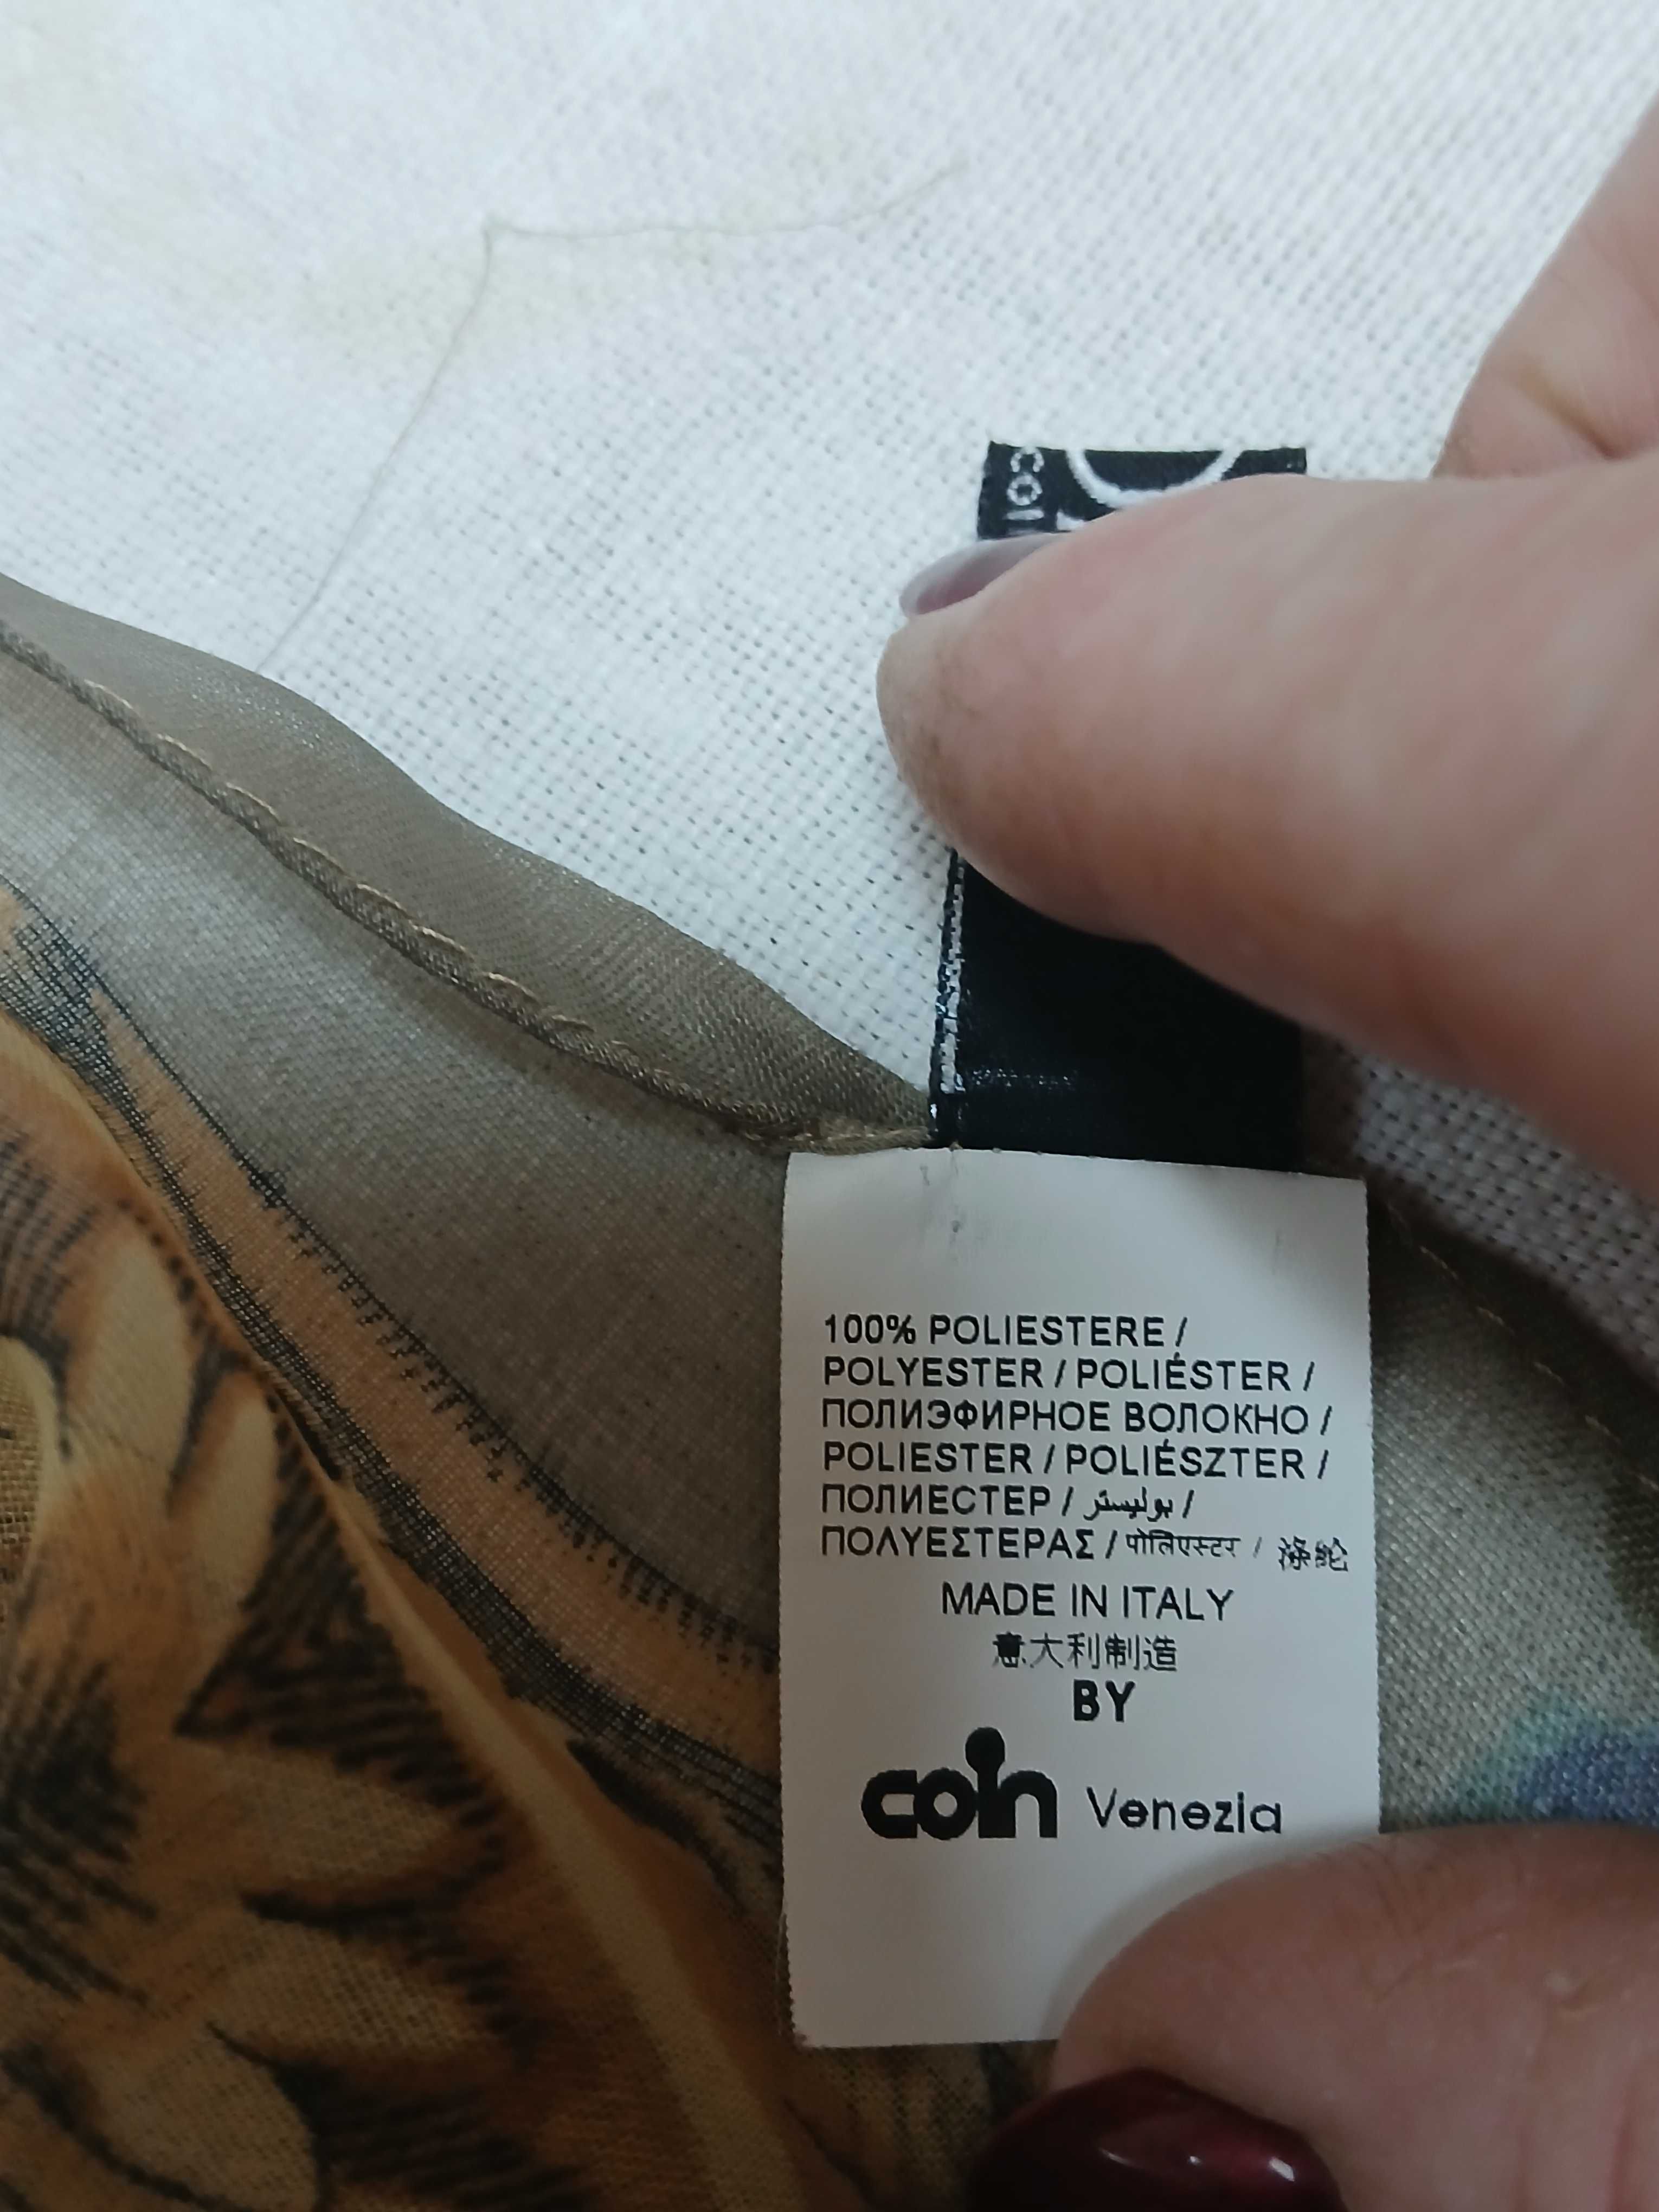 COI
100% POLIESTERE /
POLYESTER / POLIÉSTER /
ПОЛИЭФИРНОЕ ВОЛОКНО /
POLIESTER / POLIÉSZTER /
ПОЛИЕСТЕР / بوليستر /
ΠΟΛΥΕΣΤΕΡΑΣ / पोलिएस्टर / 涤纶
MADE IN ITALY
意大利制造
BY
coin Venezia